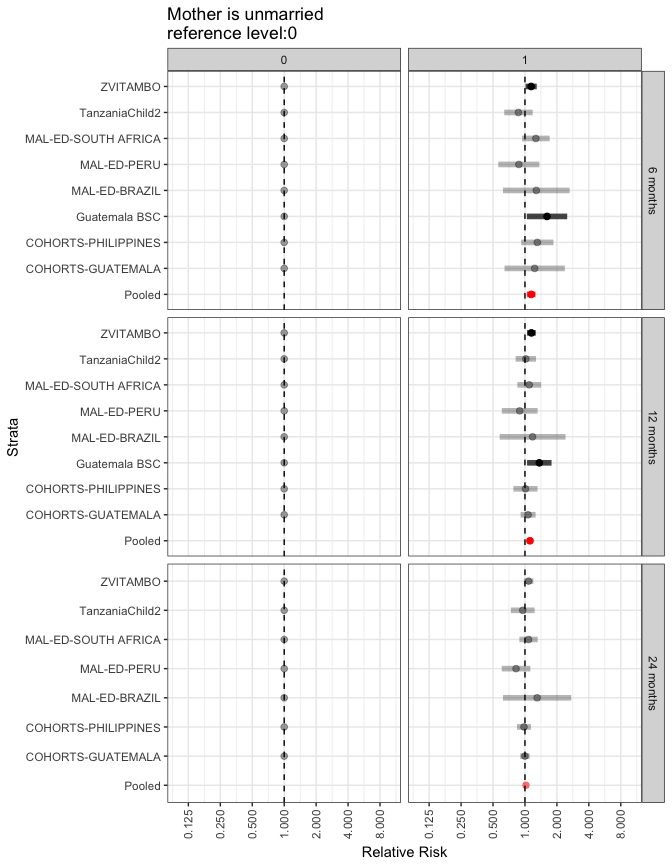 Mother is unmarried
reference level:0
0
1
ZVITAMBO
TanzaniaChild2
MAL-ED-SOUTH AFRICA
MAL-ED-PERU
MAL-ED-BRAZIL
Guatemala BSC
COHORTS-PHILIPPINES
COHORTS-GUATEMALA
Pooled
6 months
ZVITAMBO
TanzaniaChild2
MAL-ED-SOUTH AFRICA
MAL-ED-PERU
MAL-ED-BRAZIL
Guatemala BSC
COHORTS-PHILIPPINES
COHORTS-GUATEMALA
Pooled
12 months
ZVITAMBO
TanzaniaChild2
MAL-ED-SOUTH AFRICA
MAL-ED-PERU
MAL-ED-BRAZIL
COHORTS-PHILIPPINES
COHORTS-GUATEMALA
Pooled
24 months
Strata
0.125 0.250 0.500 1.000 2.000 4.000 8.000
0.125 0.250 0.500 1.000 2.000 4.000 8.000
Relative Risk